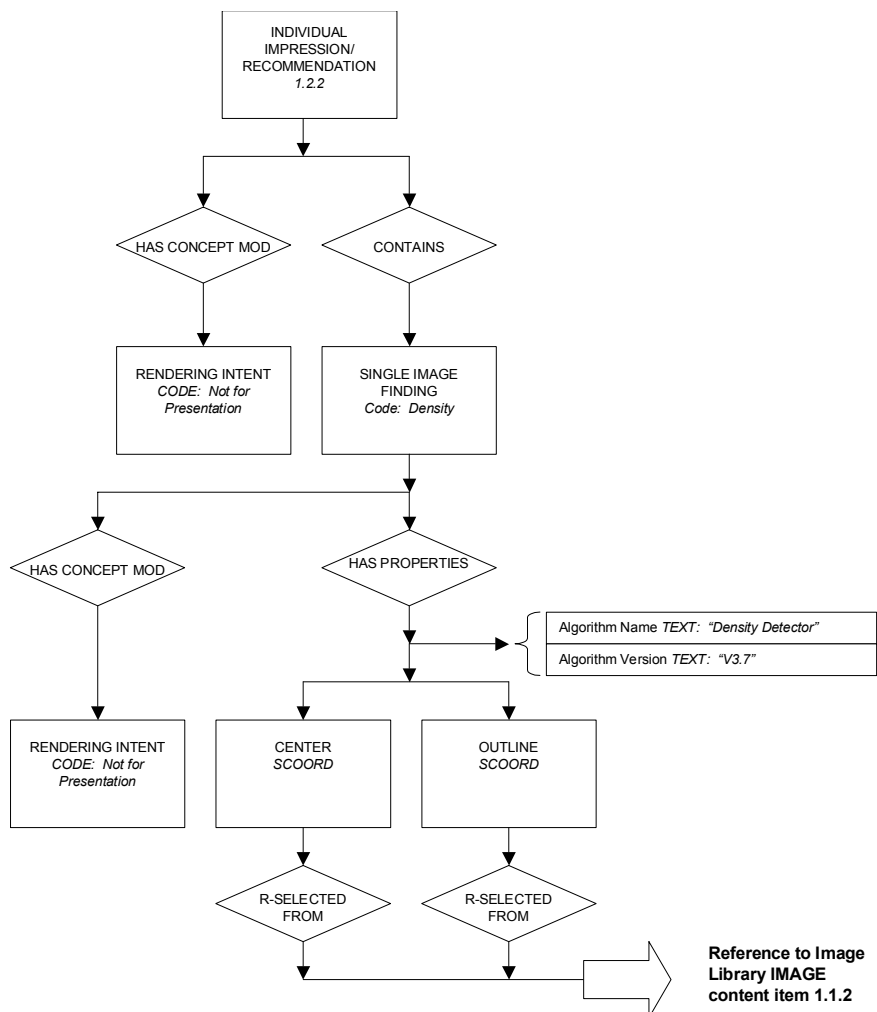 INDIVIDUAL
IMPRESSION/
RECOMMENDATION
1.2.2
HAS CONCEPT MOD
CONTAINS
RENDERING INTENT
CODE: Not for
Presentation
SINGLE IMAGE
FINDING
Code: Density
HAS CONCEPT MOD
HAS PROPERTIES
Algorithm Name TEXT: “Density Detector”
Algorithm Version TEXT: “V3.7”
RENDERING INTENT
CODE: Not for
Presentation
CENTER
SCOORD
OUTLINE
SCOORD
R-SELECTED
FROM
R-SELECTED
FROM
Reference to Image
Library IMAGE
content item 1.1.2